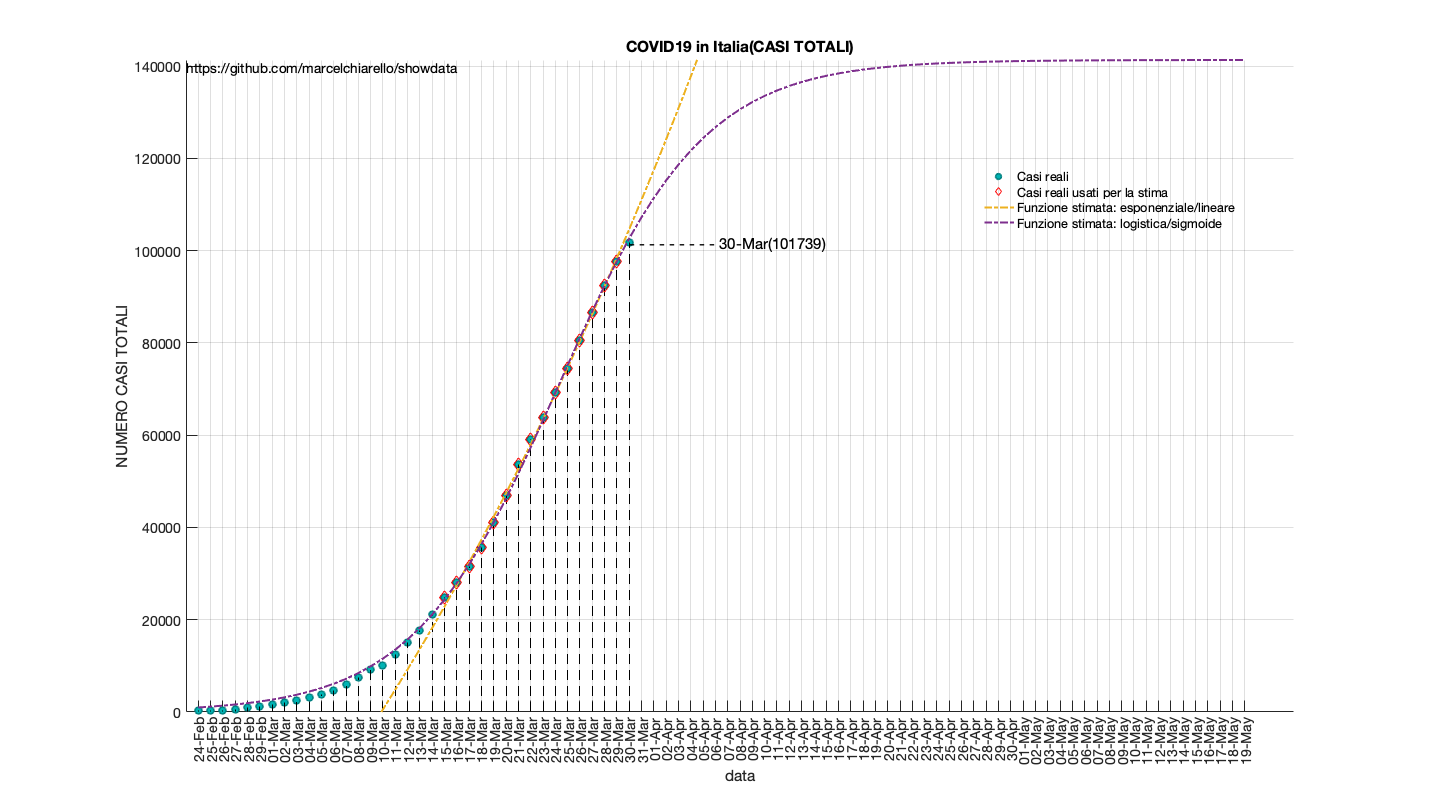 COVID19 in Italia(CASI TOTALI)
https://github.com/marcelchiarello/showdata
140000
120000
100000
80000
60000
40000
20000
0
NUMERO CASI TOTALI
Casi reali
Casi reali usati per la stima
Funzione stimata: esponenziale/lineare
Funzione stimata: logistica/sigmoide
30-Mar(101739)
24-Feb
25-Feb
26-Feb
27-Feb
28-Feb
29-Feb
01-Mar
02-Mar
03-Mar
04-Mar
05-Mar
06-Mar
07-Mar
08-Mar
09-Mar
10-Mar
11-Mar
12-Mar
13-Mar
14-Mar
15-Mar
16-Mar
17-Mar
18-Mar
19-Mar
20-Mar
21-Mar
22-Mar
23-Mar
24-Mar
25-Mar
26-Mar
27-Mar
28-Mar
29-Mar
30-Mar
31-Mar
01-Apr
02-Apr
03-Apr
04-Apr
05-Apr
06-Apr
07-Apr
08-Apr
09-Apr
10-Apr
11-Apr
12-Apr
13-Apr
14-Apr
15-Apr
16-Apr
17-Apr
18-Apr
19-Apr
20-Apr
21-Apr
22-Apr
23-Apr
24-Apr
25-Apr
26-Apr
27-Apr
28-Apr
29-Apr
30-Apr
01-May
02-May
03-May
04-May
05-May
06-May
07-May
08-May
09-May
10-May
11-May
12-May
13-May
14-May
15-May
16-May
17-May
18-May
19-May
data